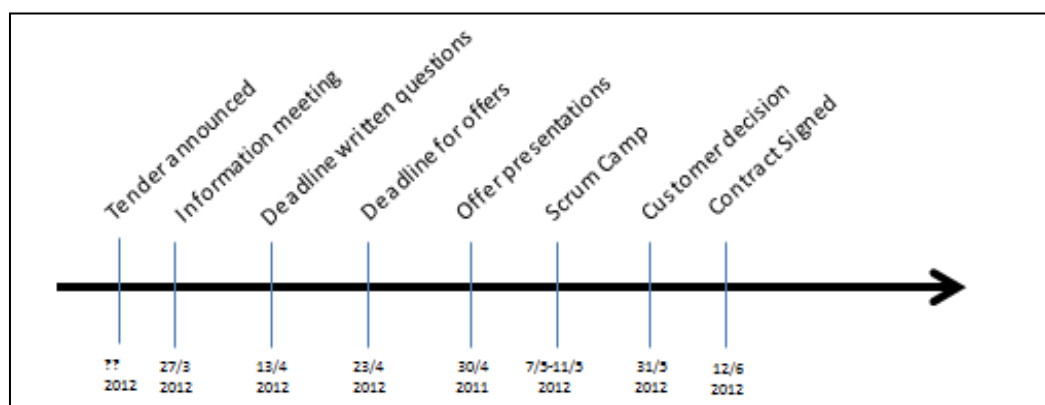 Tender announced
Information meeting
Deadline written questions
Deadline for offers
Offer presentations
Scrum Camp
Customer decision
Contract Signed
??
2012
27/3
2012
13/4
2012
23/4
2012
30/4
2011
7/5-11/5
2012
31/5
2012
12/6
2012